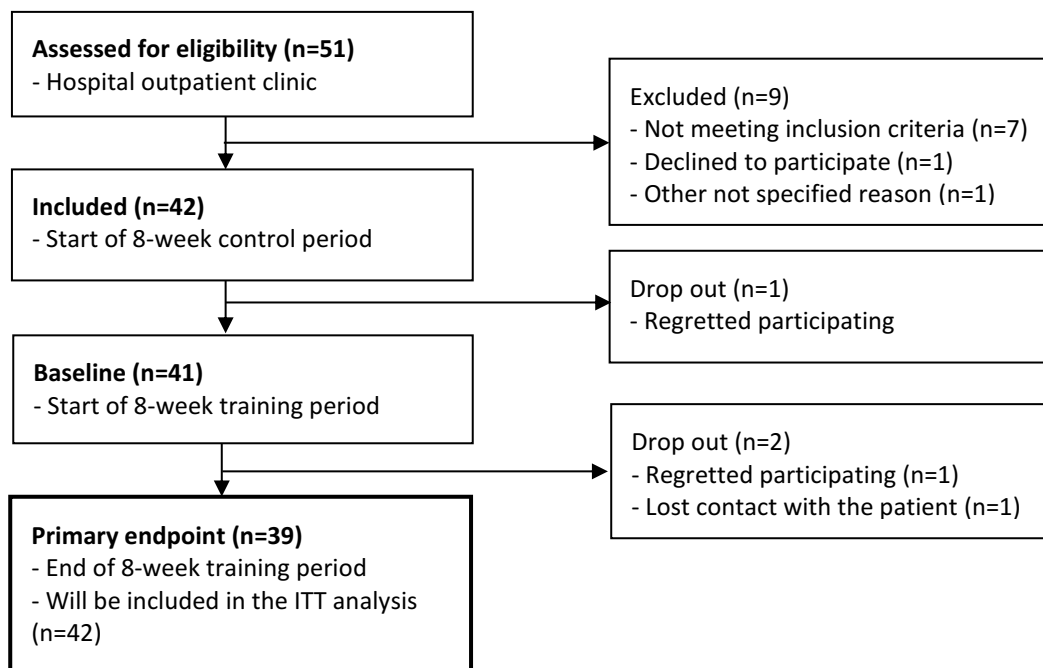 Assessed for eligibility (n=51)
- Hospital outpatient clinic
Excluded (n=9)
- Not meeting inclusion criteria (n=7)
- Declined to participate (n=1)
- Other not specified reason (n=1)
Included (n=42)
- Start of 8-week control period
Drop out (n=1)
- Regretted participating
Baseline (n=41)
- Start of 8-week training period
Drop out (n=2)
- Regretted participating (n=1)
- Lost contact with the patient (n=1)
Primary endpoint (n=39)
- End of 8-week training period
- Will be included in the ITT analysis
(n=42)